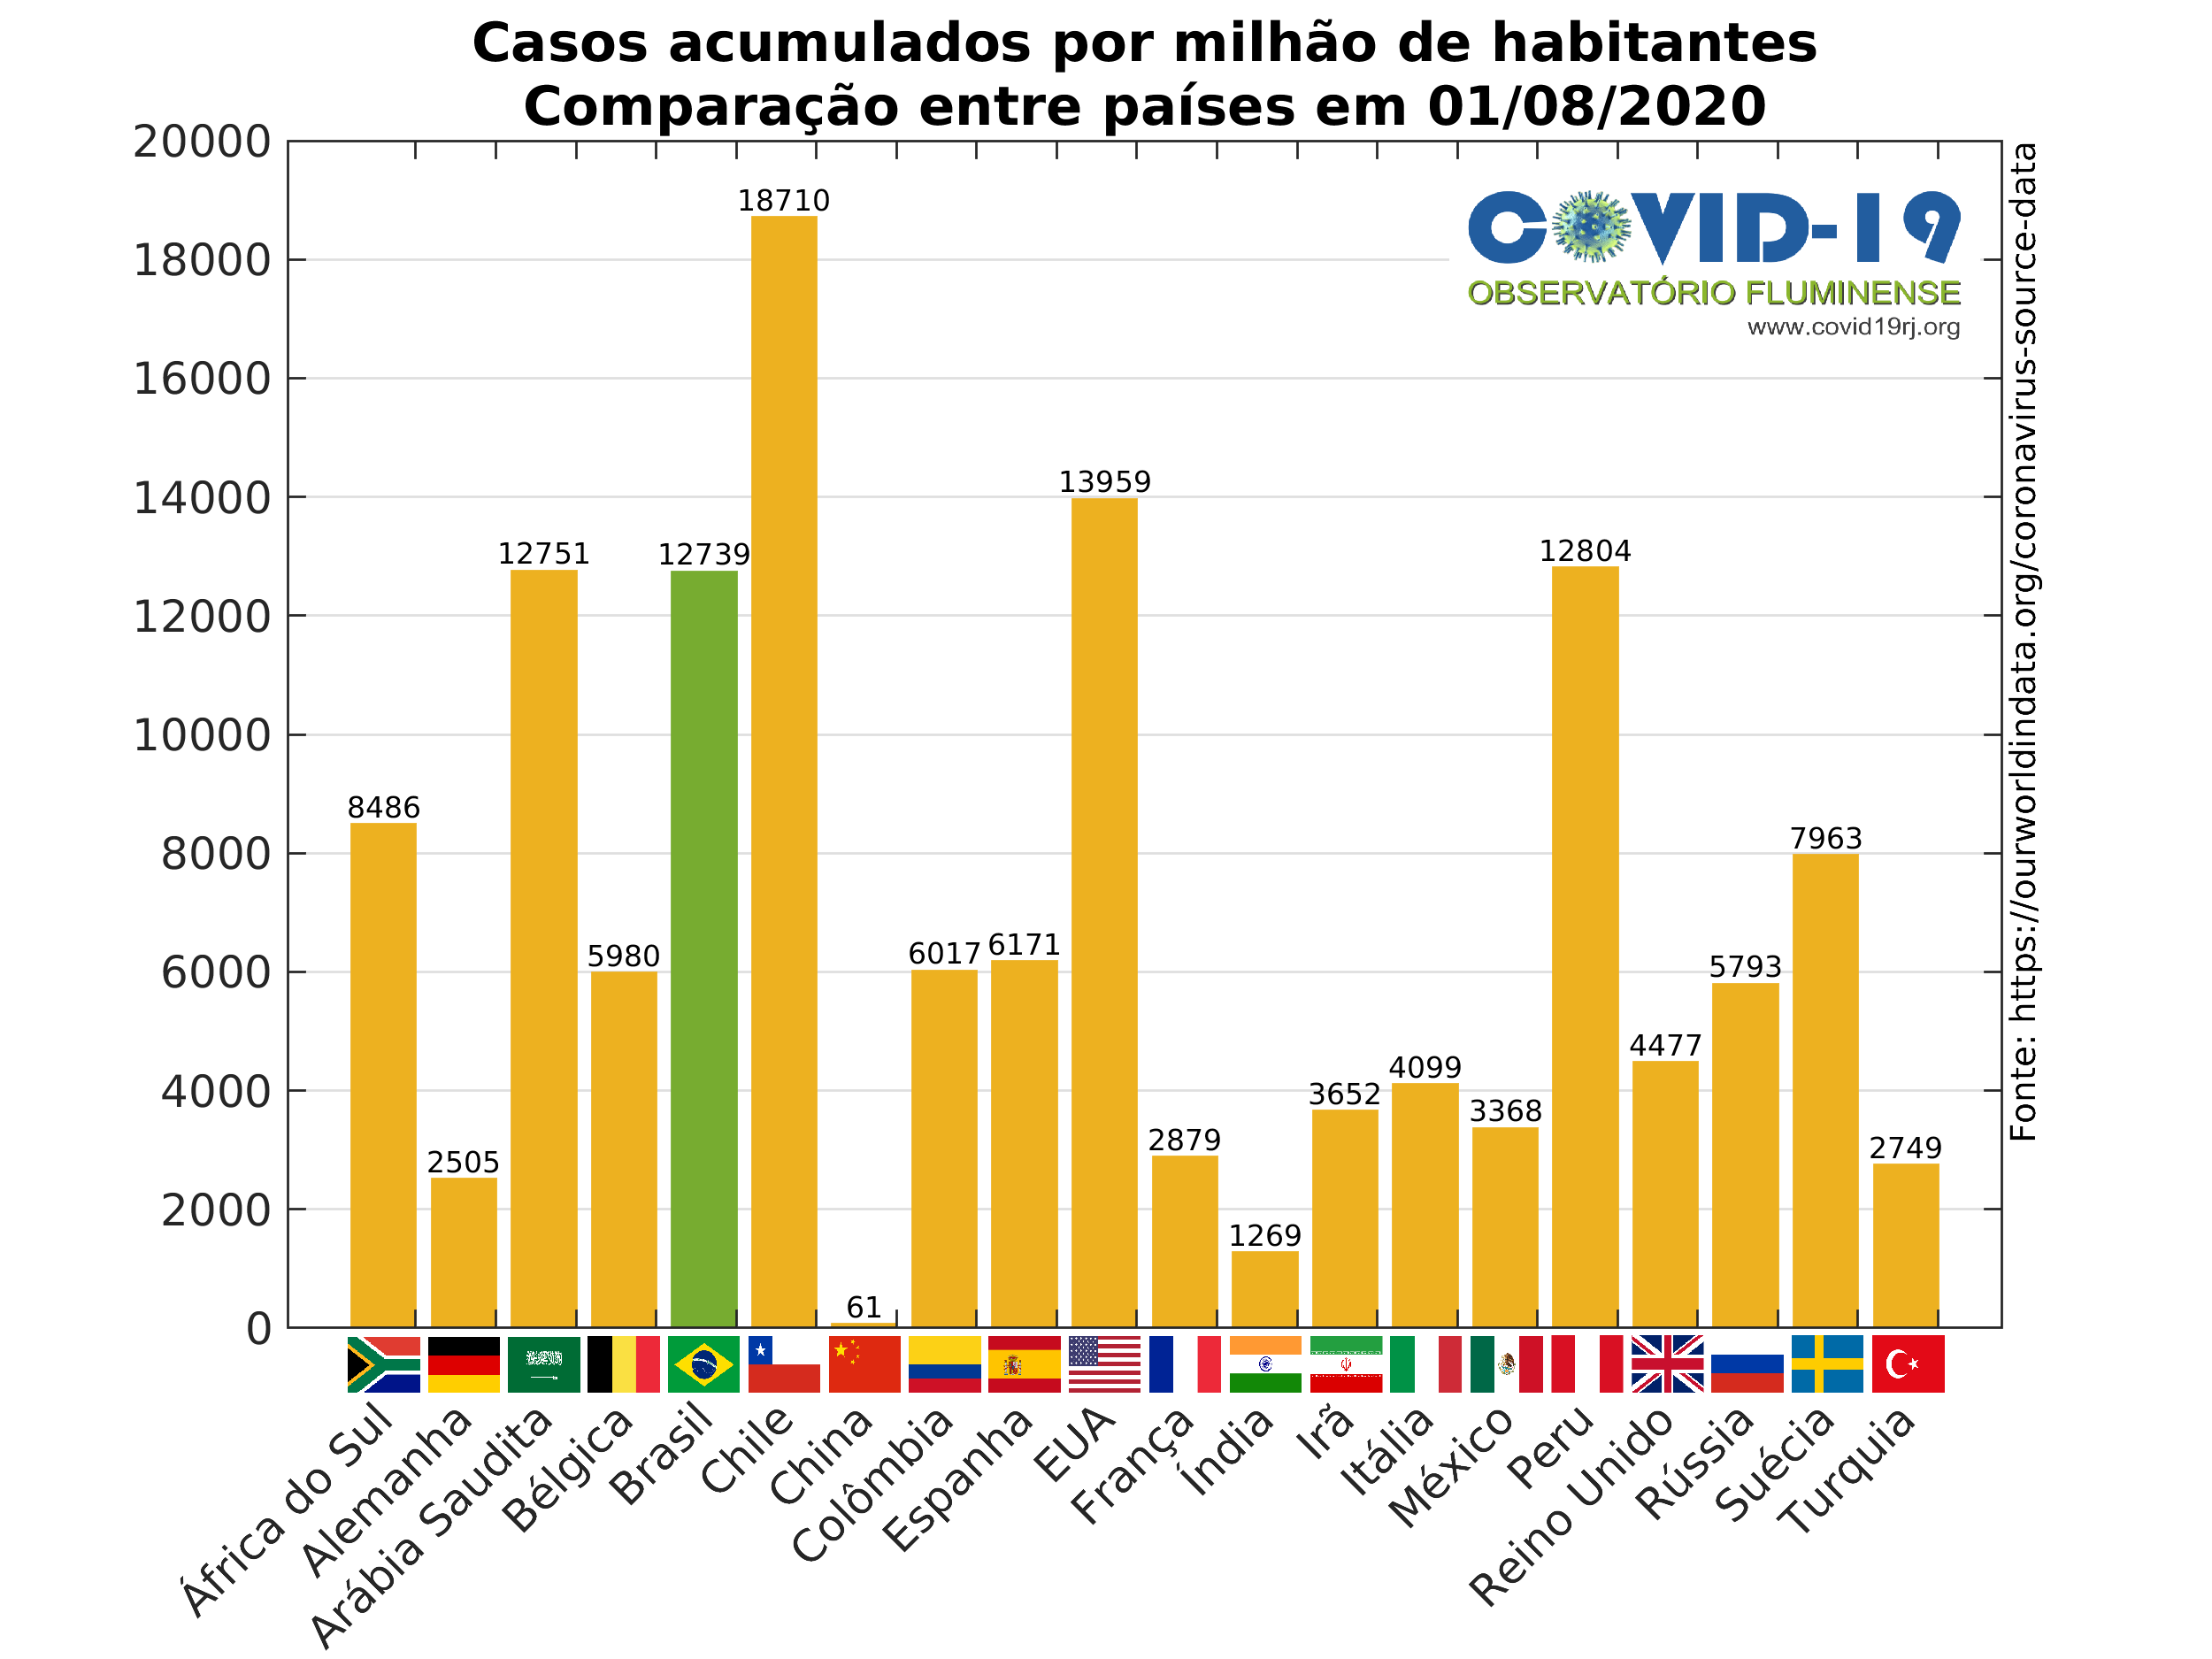 Casos acumulados por milhão de habitantes
Comparação entre países em 01/08/2020
20000
18000
16000
14000
12000
10000
8000
6000
4000
2000
0
8486
2505
12751
5980
12739
18710
61
6017
6171
13959
2879
1269
3652
4099
3368
12804
4477
5793
7963
2749
COVID-19
OBSERVATÓRIO FLUMINENSE
www.covid19rj.org
Fonte: https://ourworldindata.org/coronavirus-source-data
África do Sul
Alemanha
Arábia Saudita
Bélgica
Brasil
Chile
China
Colômbia
Espanha
EUA
França
Índia
Irã
Itália
México
Peru
Reino Unido
Rússia
Suécia
Turquia